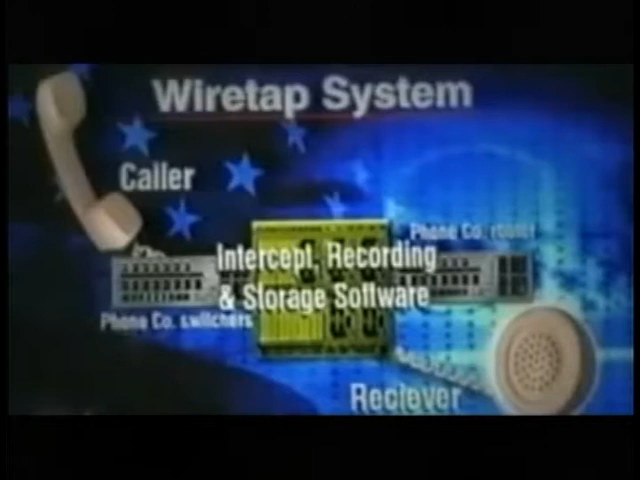 Wiretap System
Caller
Phone Co. router
Intercept, Recording
& Storage Software
Phone Co. switchers
Reciever